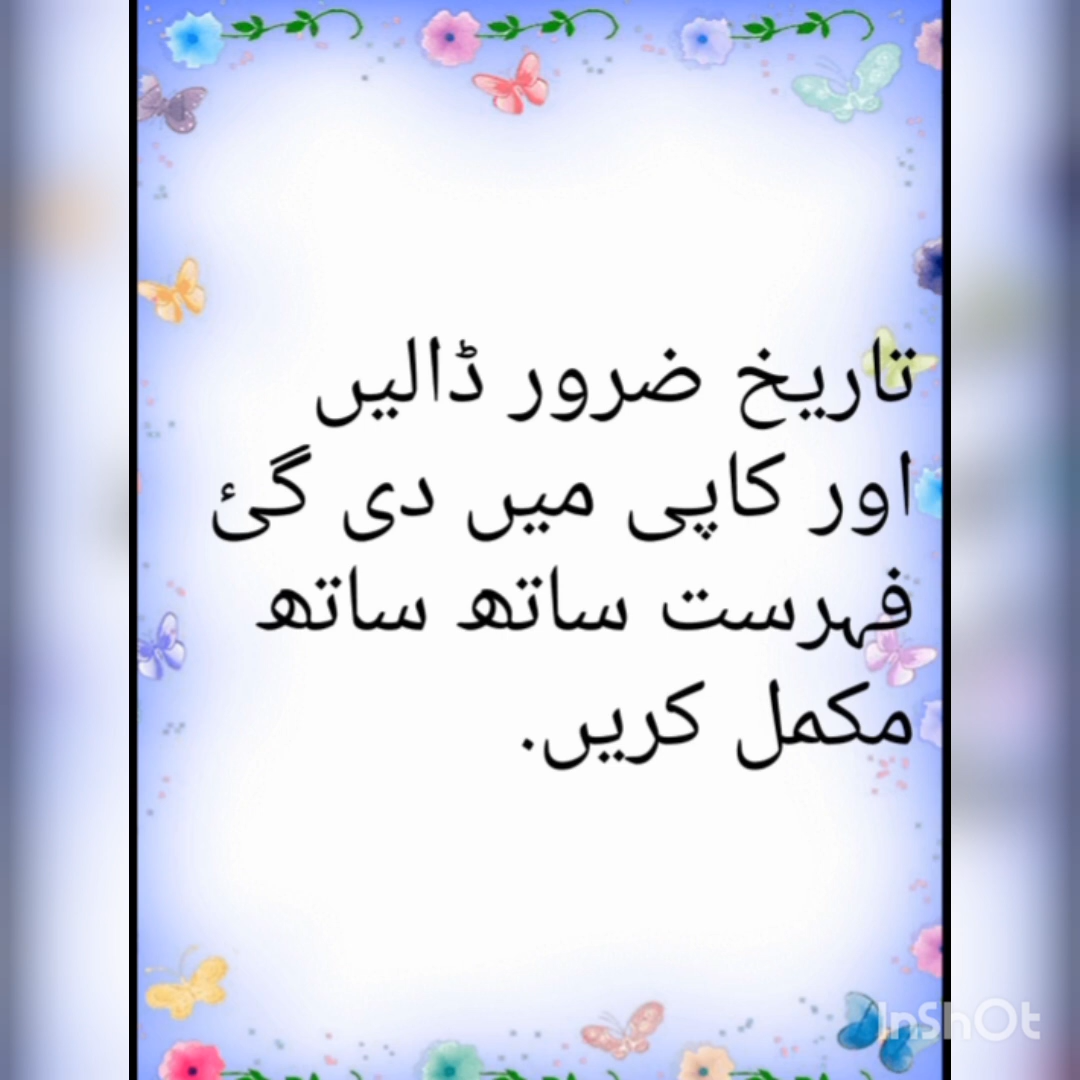 تاریخ ضرور ڈالیں
اور کاپی میں دی گئ
فہرست ساتھ ساتھ
مکمل کریں.
InShOt